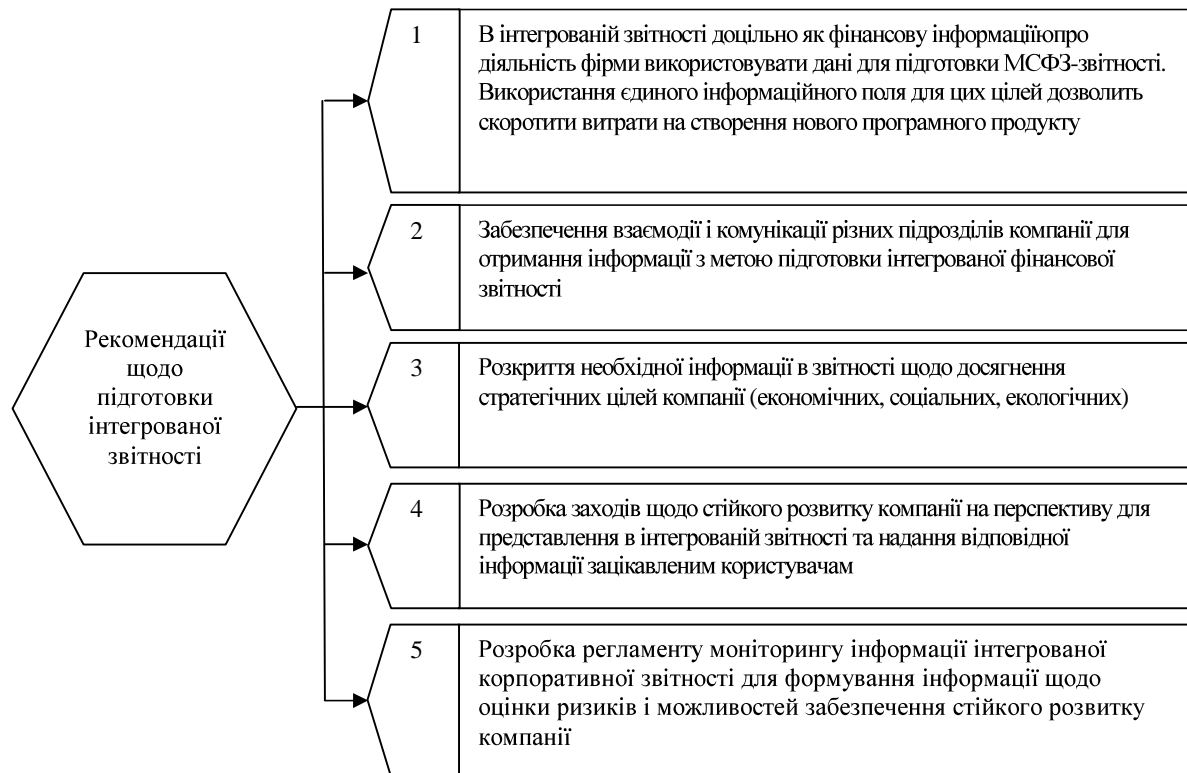 Рекомендації
щодо
підготовки
інтегрованої
звітності
1
В інтегрованій звітності доцільно як фінансову інформаціїюпро
діяльність фірми використовувати дані для підготовки МСФЗ-звітності.
Використання єдиного інформаційного поля для цих цілей дозволить
скоротити витрати на створення нового програмного продукту
2
Забезпечення взаємодії і комунікації різних підрозділів компанії для
отримання інформації з метою підготовки інтегрованої фінансової
звітності
3
Розкриття необхідної інформації в звітності щодо досягнення
стратегічних цілей компанії (економічних, соціальних, екологічних)
4
Розробка заходів щодо стійкого розвитку компанії на перспективу для
представлення в інтегрованій звітності та надання відповідної
інформації зацікавленим користувачам
5
Розробка регламенту моніторингу інформації інтегрованої
корпоративної звітності для формування інформації щодо
оцінки ризиків і можливостей забезпечення стійкого розвитку
компанії